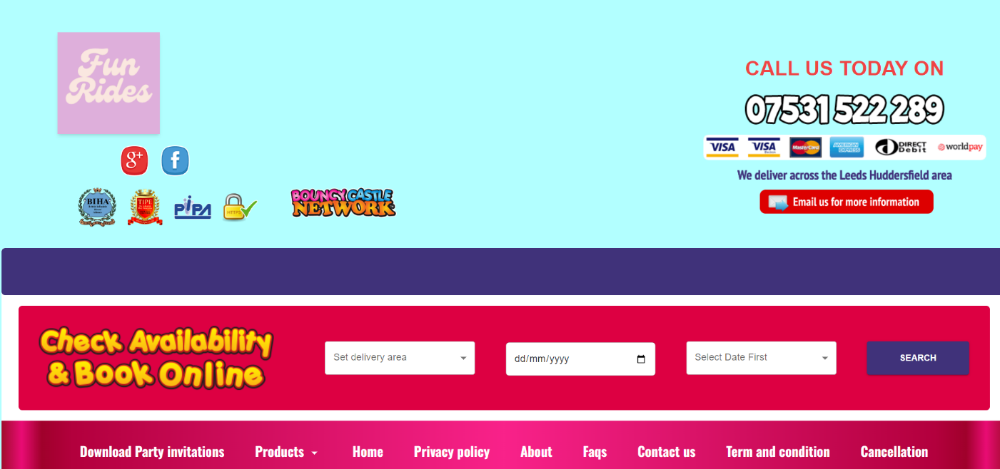 Fun
Rides
CALL US TODAY ON
07531 522 289
VISA VISA Electron MasterCard AMERICAN EXPRESS DIRECT Debit worldpay
We deliver across the Leeds Huddersfield area
Email us for more information
g+ f
BIHA TIPE PIPA HTTPS
BOUNCY CASTLE
NETWORK
Check Availability
& Book Online
Set delivery area
dd/mm/yyyy
Select Date First
SEARCH
Download Party invitations Products Home Privacy policy About Faqs Contact us Term and condition Cancellation